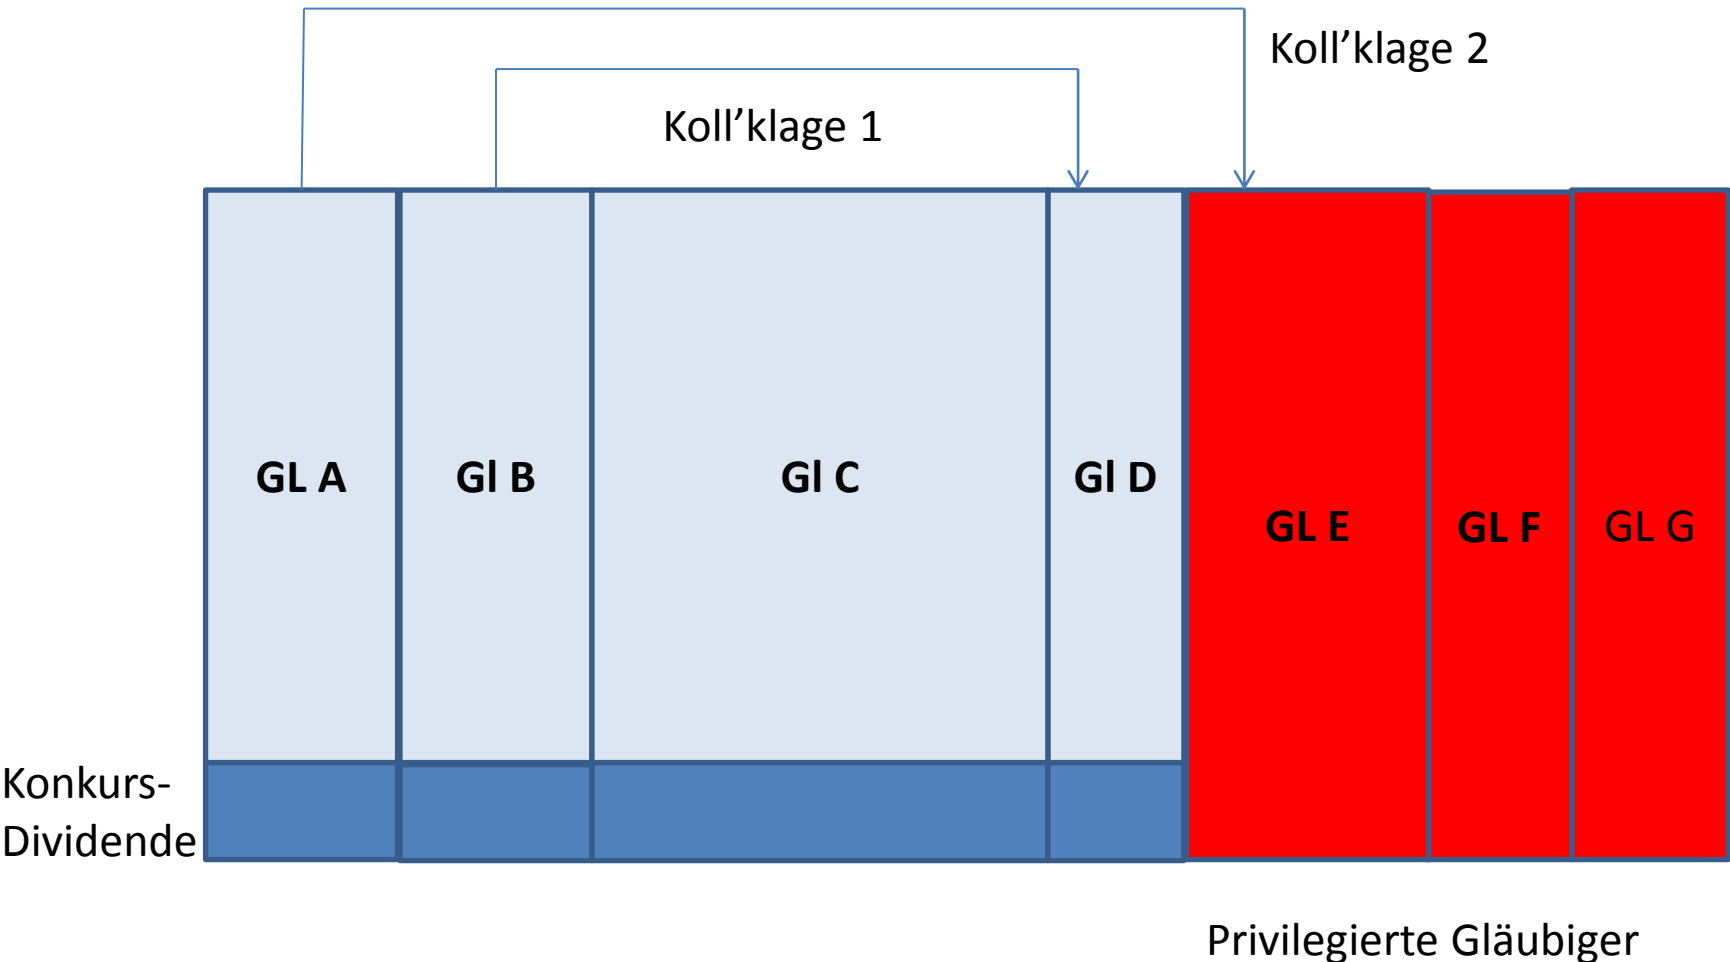 Koll’klage 2
Koll’klage 1
GL A
Gl B
Gl C
Gl D
GL E
GL F
GL G
Konkurs-
Dividende
Privilegierte Gläubiger